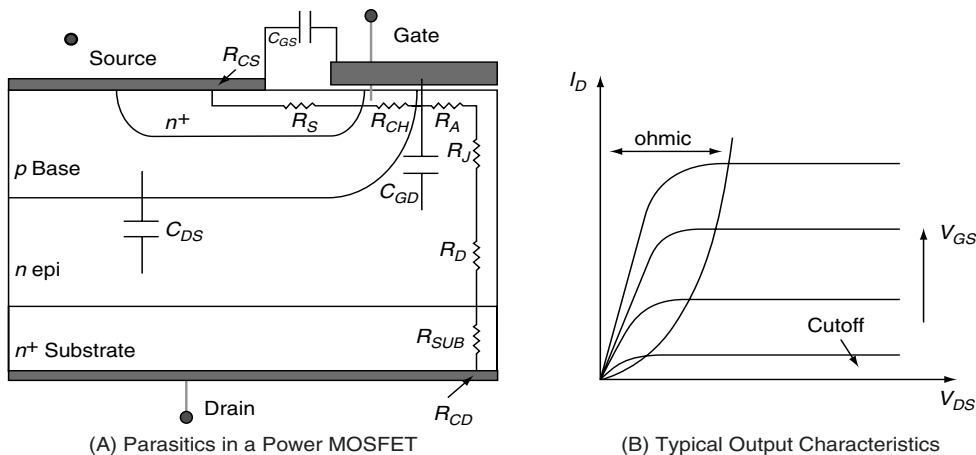 C_GS
Gate
Source
R_CS
n+
R_S
R_CH
R_A
R_J
p Base
C_GD
C_DS
R_D
n epi
n+ Substrate
R_SUB
Drain
R_CD
(A) Parasitics in a Power MOSFET
I_D
ohmic
V_GS
Cutoff
V_DS
(B) Typical Output Characteristics